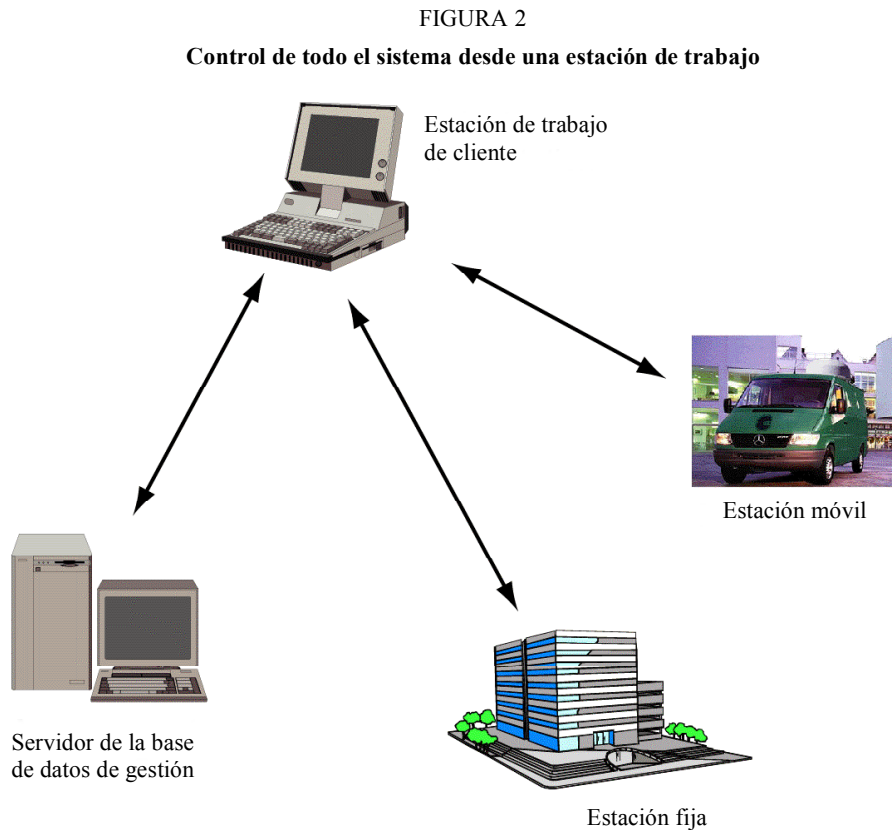 FIGURA 2
Control de todo el sistema desde una estación de trabajo
Estación de trabajo
de cliente
Estación móvil
Servidor de la base
de datos de gestión
Estación fija